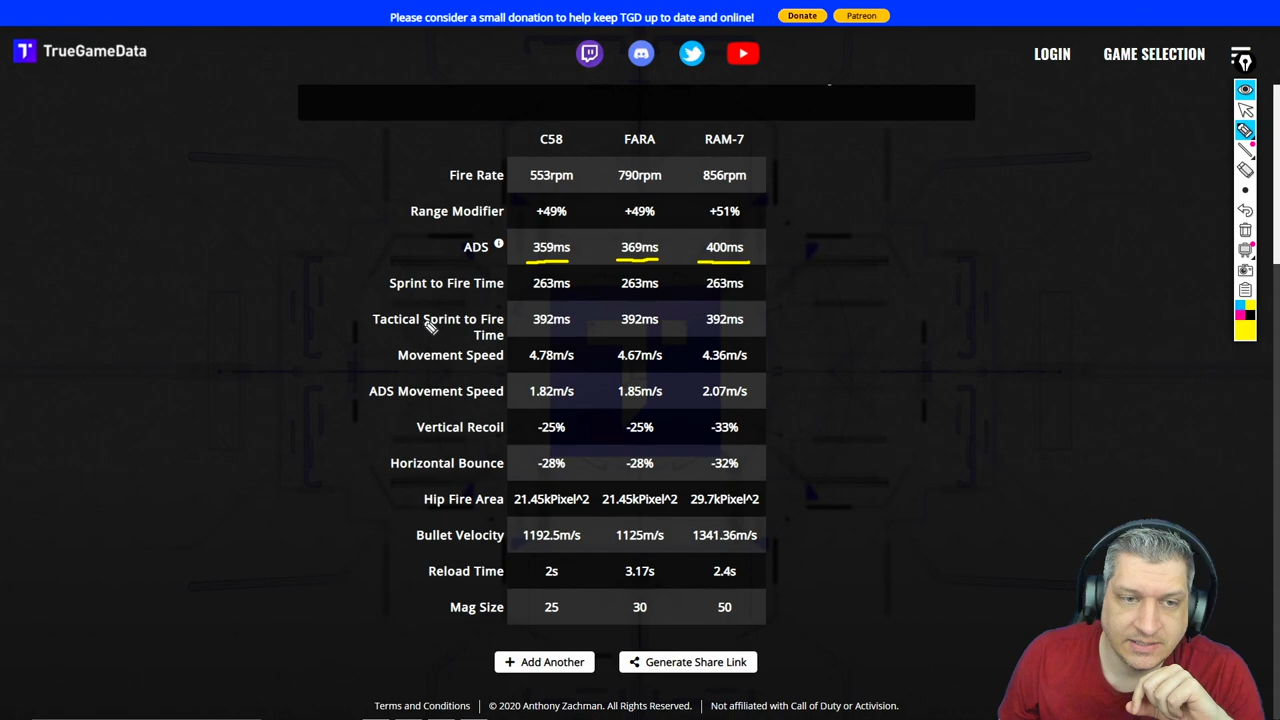 Please consider a small donation to help keep TGD up to date and online! Donate Patreon
TrueGameData LOGIN GAME SELECTION
C58 FARA RAM-7
Fire Rate 553rpm 790rpm 856rpm
Range Modifier +49% +49% +51%
ADS 359ms 369ms 400ms
Sprint to Fire Time 263ms 263ms 263ms
Tactical Sprint to Fire 392ms 392ms 392ms
Time
Movement Speed 4.78m/s 4.67m/s 4.36m/s
ADS Movement Speed 1.82m/s 1.85m/s 2.07m/s
Vertical Recoil -25% -25% -33%
Horizontal Bounce -28% -28% -32%
Hip Fire Area 21.45kPixel^2 21.45kPixel^2 29.7kPixel^2
Bullet Velocity 1192.5m/s 1125m/s 1341.36m/s
Reload Time 2s 3.17s 2.4s
Mag Size 25 30 50
+ Add Another Generate Share Link
Terms and Conditions | © 2020 Anthony Zachman. All Rights Reserved. | Not affiliated with Call of Duty or Activision.